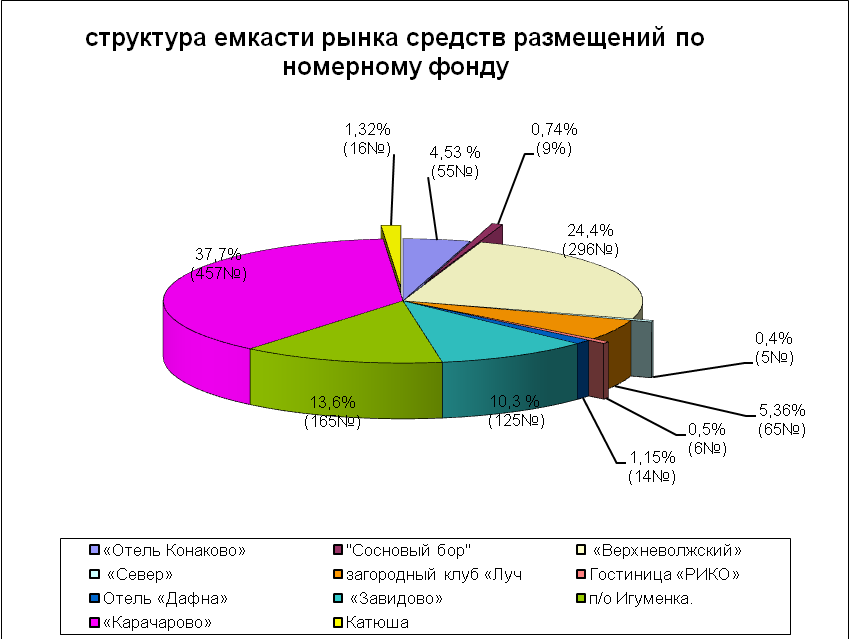 структура емкасти рынка средств размещений по
номерному фонду
1,32%
(16№)
4,53 %
(55№)
0,74%
(9%)
24,4%
(296№)
37,7%
(457№)
0,4%
(5№)
5,36%
(65№)
0,5%
(6№)
1,15%
(14№)
10,3 %
(125№)
13,6%
(165№)
«Отель Конаково»
"Сосновый бор"
«Верхневолжский»
«Север»
загородный клуб «Луч
Гостиница «РИКО»
Отель «Дафна»
«Завидово»
п/о Игуменка.
«Карачарово»
Катюша